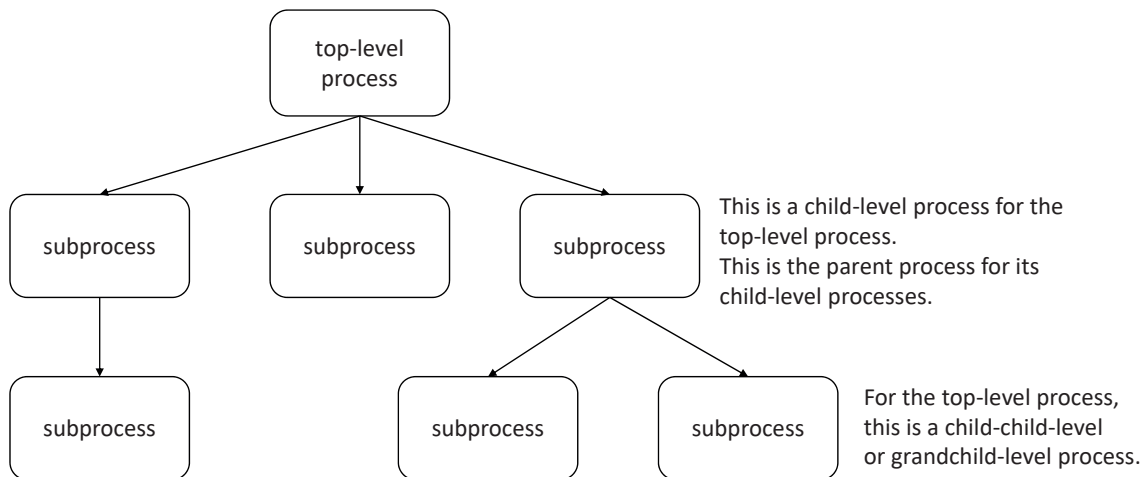 top-level
process
subprocess
subprocess
subprocess
This is a child-level process for the
top-level process.
This is the parent process for its
child-level processes.
subprocess
subprocess
subprocess
For the top-level process,
this is a child-child-level
or grandchild-level process.